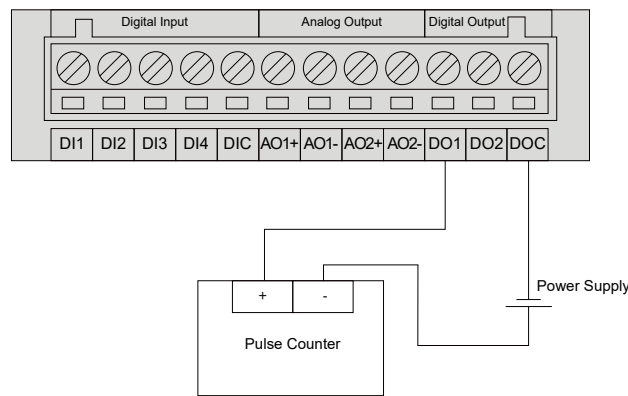 Digital Input Analog Output Digital Output
DI1 DI2 DI3 DI4 DIC AO1+ AO1- AO2+ AO2- DO1 DO2 DOC
Power Supply
+ -
Pulse Counter